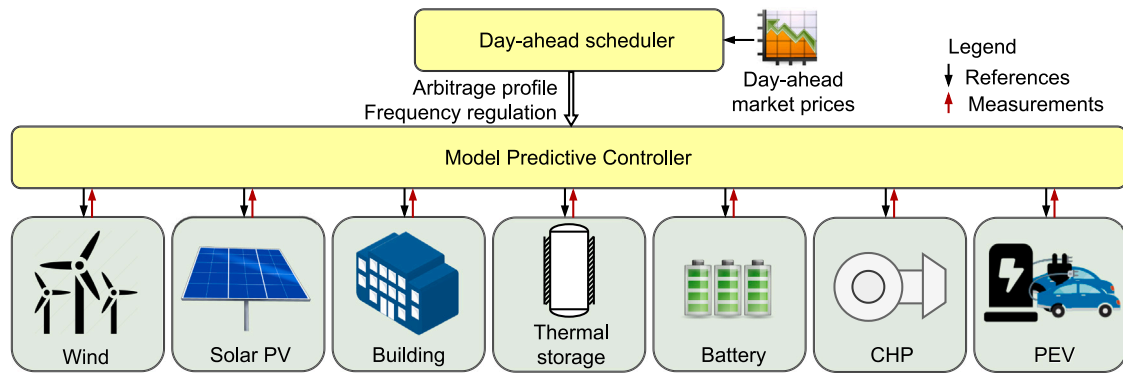 Day-ahead scheduler
Day-ahead
market prices
Legend
References
Measurements
Arbitrage profile
Frequency regulation
Model Predictive Controller
Wind
Solar PV
Building
Thermal
storage
Battery
CHP
PEV